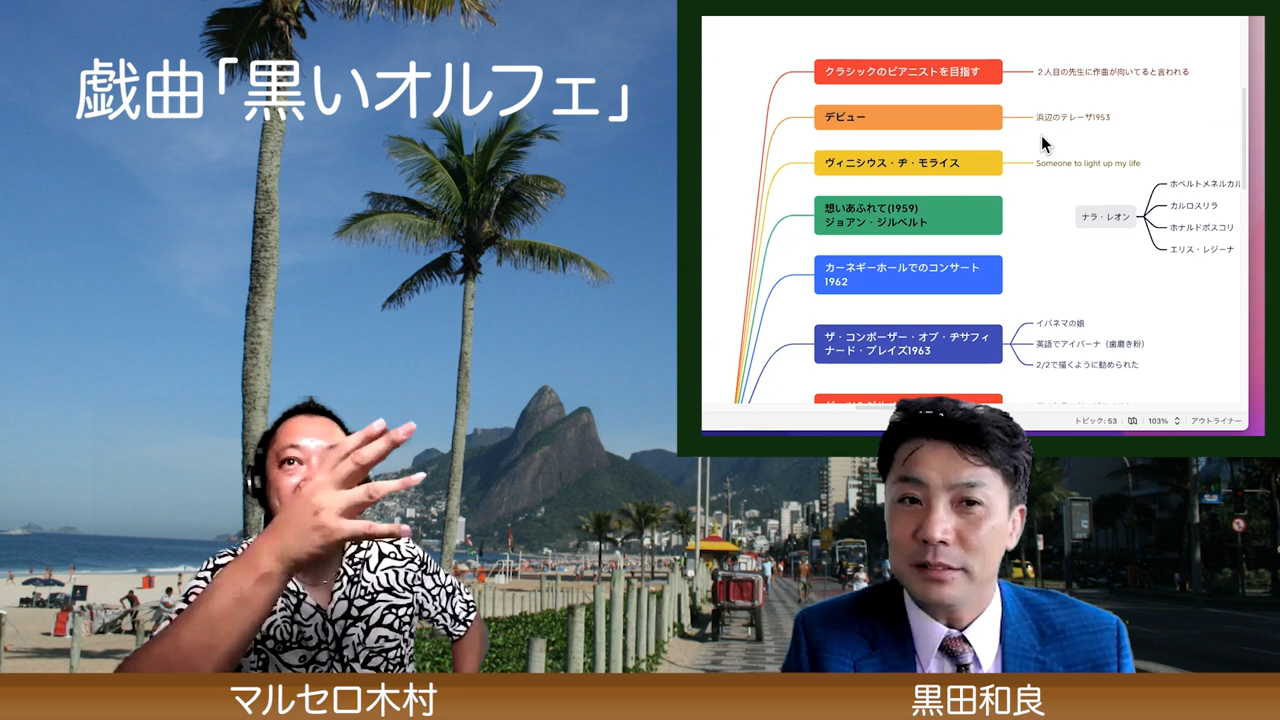 戯曲「黒いオルフェ」
クラシックのピアニストを目指す
２人目の先生に作曲が向いてると言われる
デビュー
浜辺のテレーザ1953
ヴィニシウス・ヂ・モライス
Someone to light up my life
想いあふれて(1959)
ジョアン・ジルベルト
ナラ・レオン
ホベルトメネルカル
カルロスリラ
ホナルドボスコリ
エリス・レジーナ
カーネギーホールでのコンサート
1962
ザ・コンポーザー・オブ・デサフィ
ナード・プレイズ1963
イパネマの娘
英語でアイパーナ（歯磨き粉）
2/2で描くように勧められた
トピック: 53
103%
アウトライナー
マルセロ木村
黒田和良